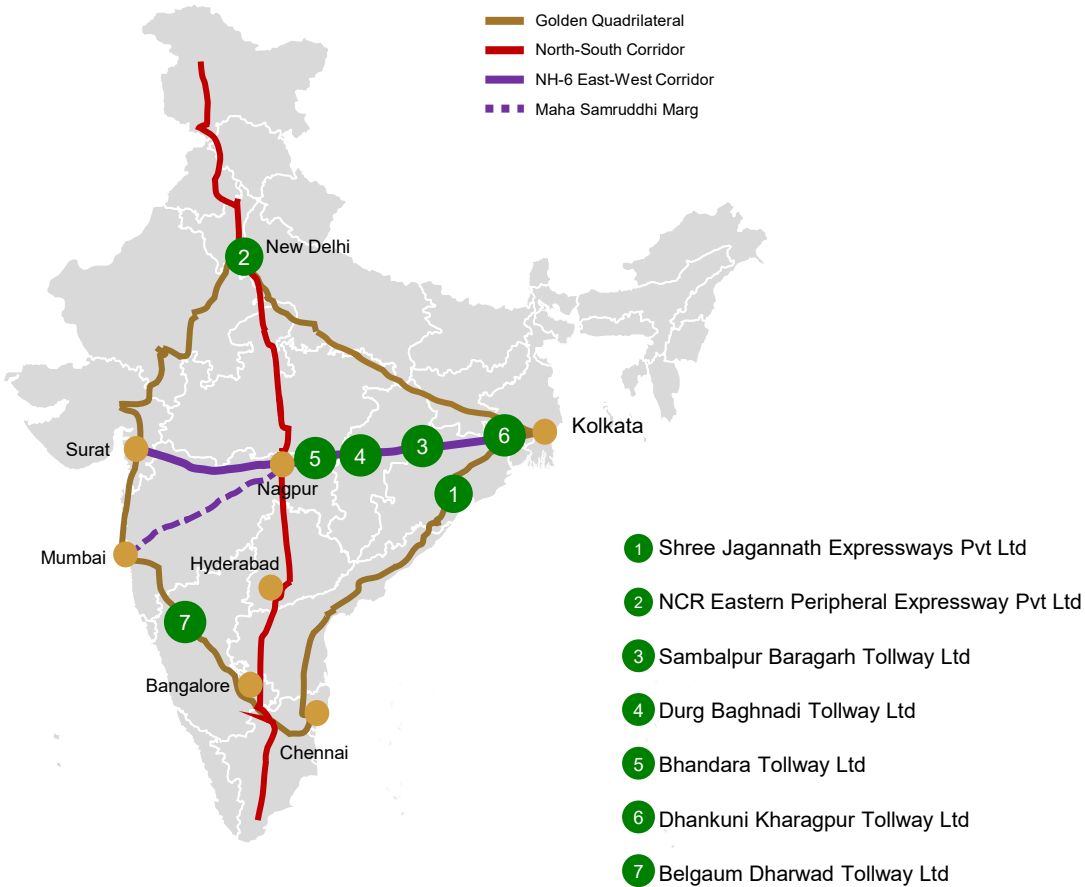 Golden Quadrilateral
North-South Corridor
NH-6 East-West Corridor
Maha Samruddhi Marg
2 New Delhi
Kolkata
6
3
4
5
Surat
Nagpur
1
Mumbai
Hyderabad
7
Bangalore
Chennai
1 Shree Jagannath Expressways Pvt Ltd
2 NCR Eastern Peripheral Expressway Pvt Ltd
3 Sambalpur Baragarh Tollway Ltd
4 Durg Baghnadi Tollway Ltd
5 Bhandara Tollway Ltd
6 Dhankuni Kharagpur Tollway Ltd
7 Belgaum Dharwad Tollway Ltd